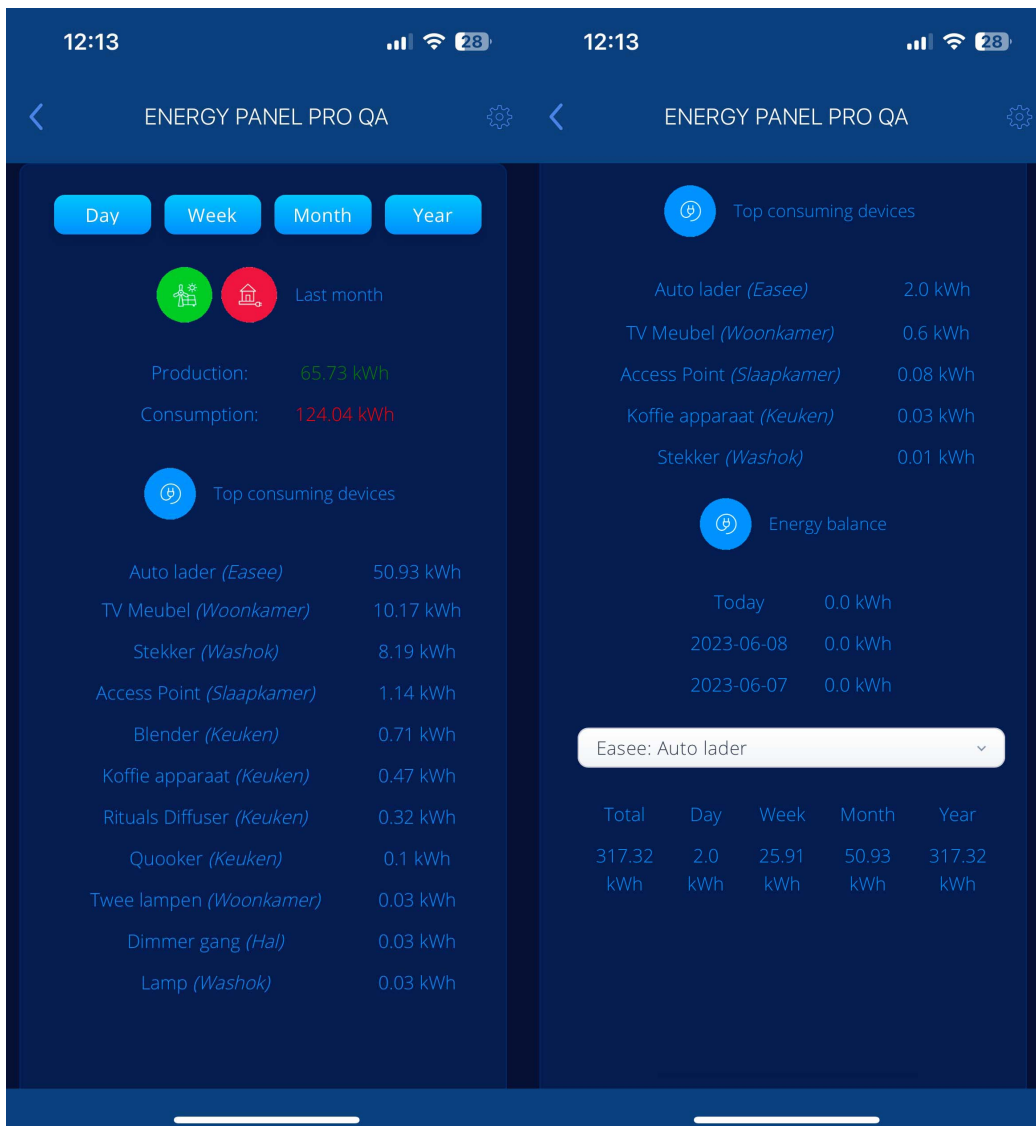 12:13
28
ENERGY PANEL PRO QA
Day Week Month Year
Last month
Production: 65.73 kWh
Consumption: 124.04 kWh
Top consuming devices
Auto lader (Easee) 50.93 kWh
TV Meubel (Woonkamer) 10.17 kWh
Stekker (Washok) 8.19 kWh
Access Point (Slaapkamer) 1.14 kWh
Blender (Keuken) 0.71 kWh
Koffie apparaat (Keuken) 0.47 kWh
Rituals Diffuser (Keuken) 0.32 kWh
Quooker (Keuken) 0.1 kWh
Twee lampen (Woonkamer) 0.03 kWh
Dimmer gang (Hal) 0.03 kWh
Lamp (Washok) 0.03 kWh
12:13
28
ENERGY PANEL PRO QA
Top consuming devices
Auto lader (Easee) 2.0 kWh
TV Meubel (Woonkamer) 0.6 kWh
Access Point (Slaapkamer) 0.08 kWh
Koffie apparaat (Keuken) 0.03 kWh
Stekker (Washok) 0.01 kWh
Energy balance
Today 0.0 kWh
2023-06-08 0.0 kWh
2023-06-07 0.0 kWh
Easee: Auto lader
Total Day Week Month Year
317.32 2.0 25.91 50.93 317.32
kWh kWh kWh kWh kWh